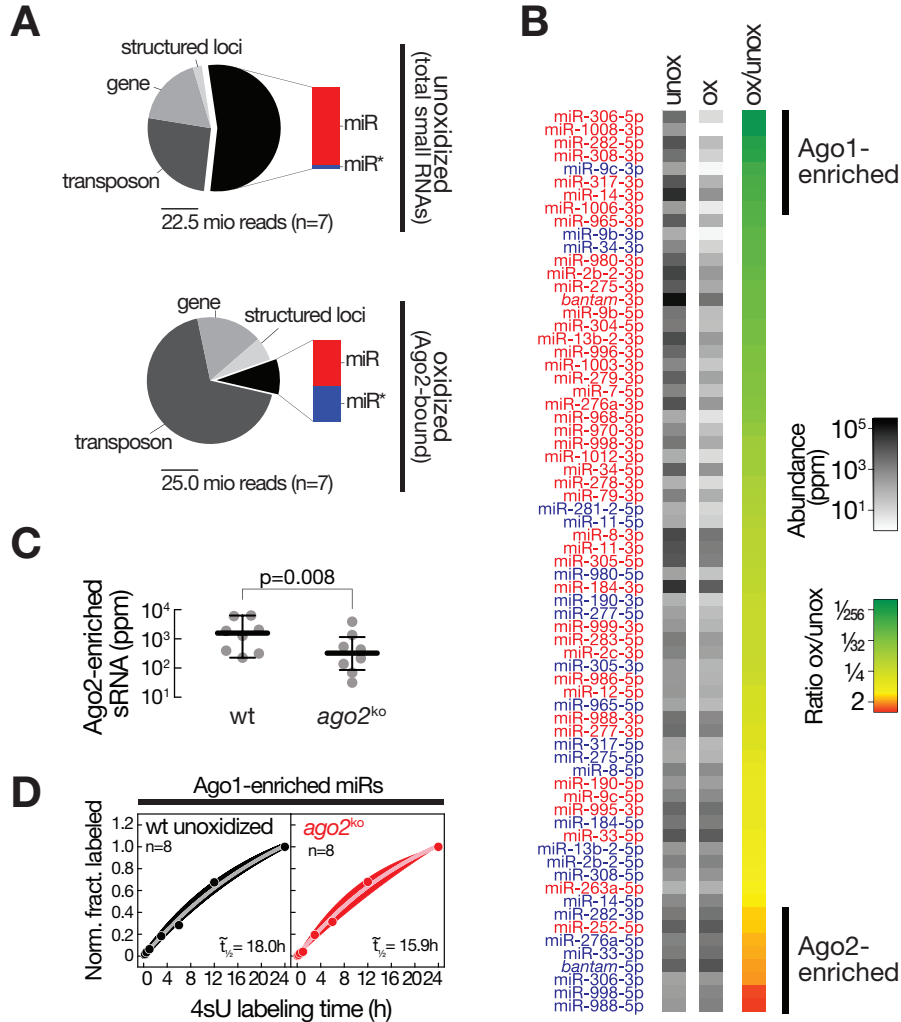 A
structured loci
gene
transposon
miR
miR*
22.5 mio reads (n=7)
unoxidized
(total small RNAs)
gene
structured loci
transposon
miR
miR*
25.0 mio reads (n=7)
oxidized
(Ago2-bound)
B
unox
ox
ox/unox
miR-306-5p
miR-1008-3p
miR-282-5p
miR-308-3p
miR-9c-3p
miR-317-3p
miR-14-3p
miR-1006-3p
miR-965-3p
miR-9b-3p
miR-34-3p
miR-980-3p
miR-2b-2-3p
miR-275-3p
bantam-3p
miR-9b-5p
miR-304-5p
miR-13b-2-3p
miR-996-3p
miR-1003-3p
miR-279-3p
miR-7-5p
miR-276a-3p
miR-968-5p
miR-970-3p
miR-998-3p
miR-1012-3p
miR-34-5p
miR-278-3p
miR-79-3p
miR-281-2-5p
miR-11-5p
miR-8-3p
miR-11-3p
miR-305-5p
miR-980-5p
miR-184-3p
miR-190-3p
miR-277-5p
miR-999-3p
miR-283-5p
miR-2c-3p
miR-305-3p
miR-986-5p
miR-12-5p
miR-965-5p
miR-988-3p
miR-277-3p
miR-317-5p
miR-275-5p
miR-8-5p
miR-190-5p
miR-9c-5p
miR-995-3p
miR-184-5p
miR-33-5p
miR-13b-2-5p
miR-2b-2-5p
miR-308-5p
miR-263a-5p
miR-14-5p
miR-282-3p
miR-252-5p
miR-276a-5p
miR-33-3p
bantam-5p
miR-306-3p
miR-998-5p
miR-988-5p
Ago1-
enriched
Ago2-
enriched
Abundance
(ppm)
10⁵
10³
10¹
Ratio ox/unox
1/256
1/32
1/4
2
C
p=0.008
Ago2-enriched
sRNA (ppm)
10⁴
10³
10²
10¹
wt
ago2ᵏᵒ
D
Ago1-enriched miRs
Norm. fract. labeled
1.2
1.0
0.8
0.6
0.4
0.2
0
wt unoxidized
n=8
t̃½ = 18.0h
ago2ᵏᵒ
n=8
t̃½ = 15.9h
0 4 8 12 16 20 24
0 4 8 12 16 20 24
4sU labeling time (h)